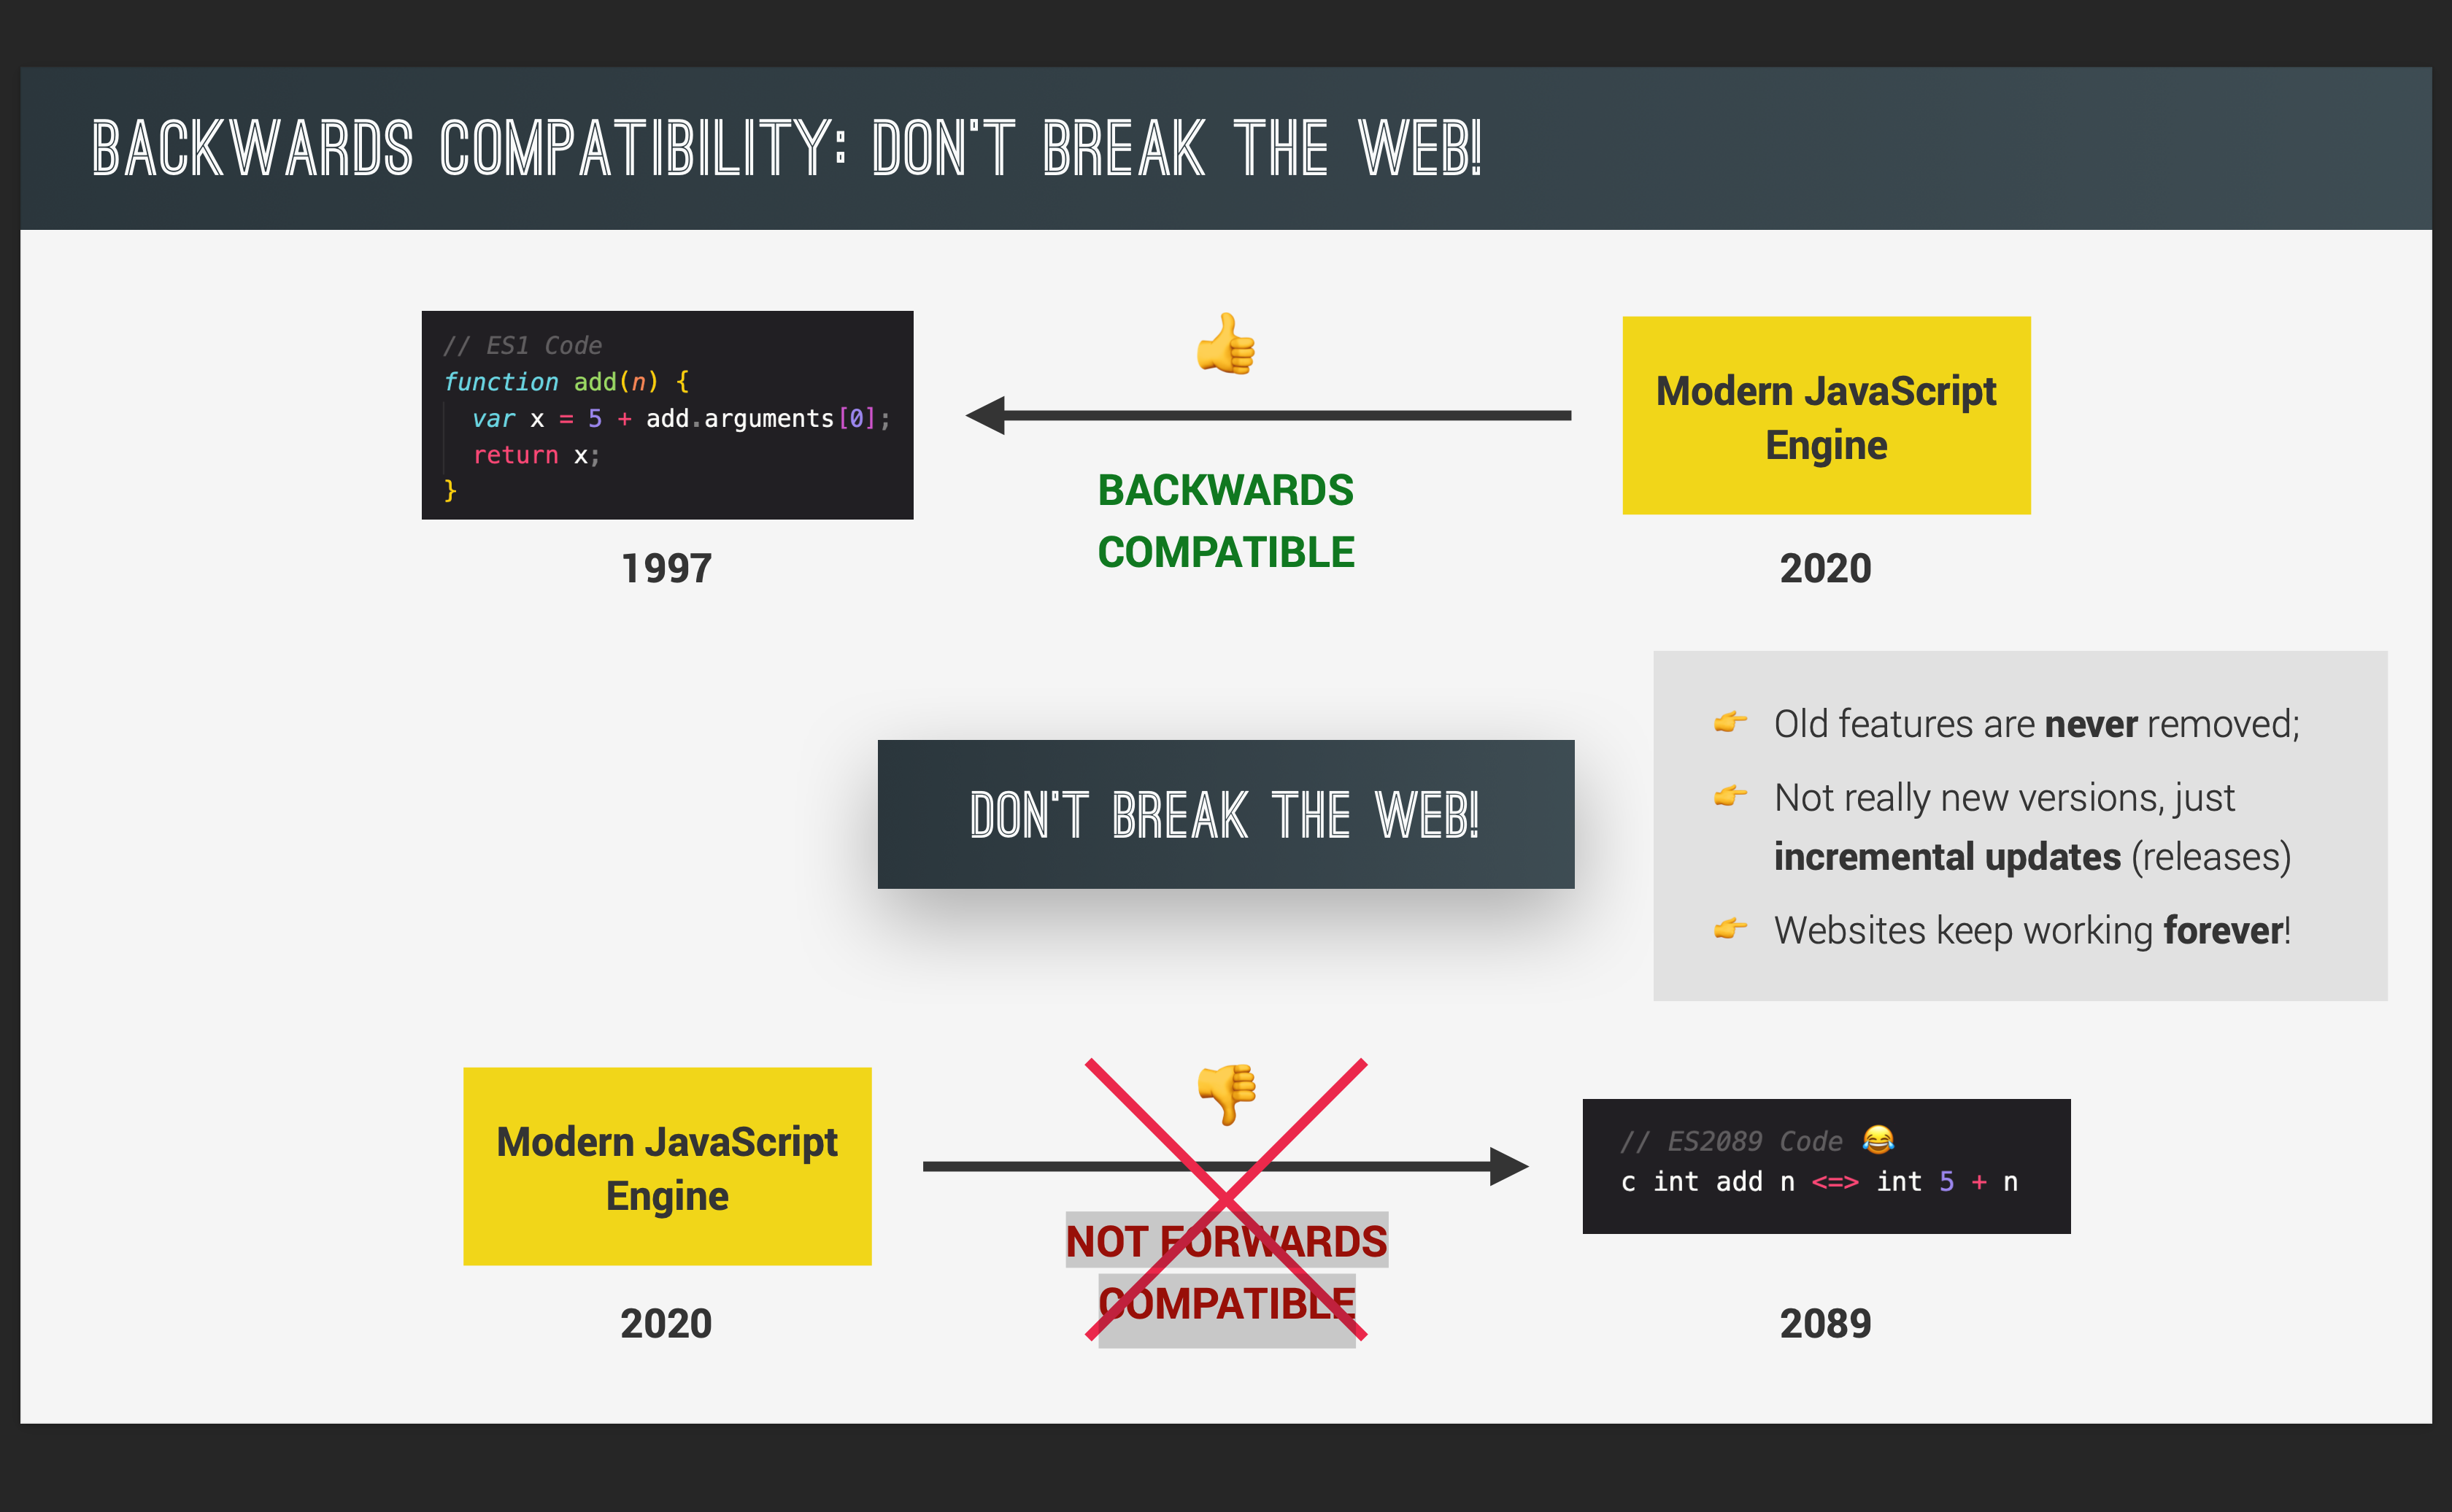 BACKWARDS COMPATIBILITY: DON'T BREAK THE WEB!
// ES1 Code
function add(n) {
  var x = 5 + add.arguments[0];
  return x;
}
1997
👍
BACKWARDS
COMPATIBLE
Modern JavaScript
Engine
2020
DON'T BREAK THE WEB!
👉 Old features are never removed;
👉 Not really new versions, just
incremental updates (releases)
👉 Websites keep working forever!
Modern JavaScript
Engine
2020
👎
NOT FORWARDS
COMPATIBLE
// ES2089 Code 😂
c int add n <=> int 5 + n
2089